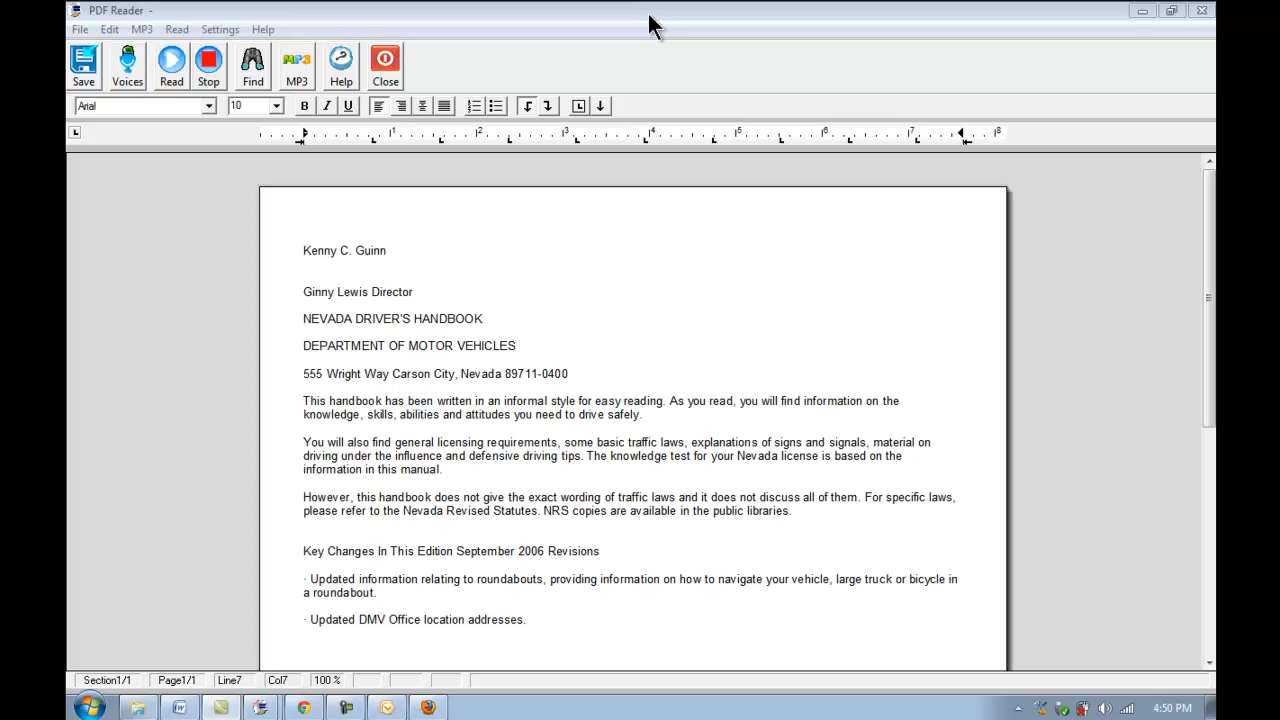 PDF Reader -
File Edit MP3 Read Settings Help
Save Voices Read Stop Find MP3 Help Close
MP3
Arial 10 B I U
1 2 3 4 5 6 7 8
Kenny C. Guinn
Ginny Lewis Director
NEVADA DRIVER'S HANDBOOK
DEPARTMENT OF MOTOR VEHICLES
555 Wright Way Carson City, Nevada 89711-0400
This handbook has been written in an informal style for easy reading. As you read, you will find information on the
knowledge, skills, abilities and attitudes you need to drive safely.
You will also find general licensing requirements, some basic traffic laws, explanations of signs and signals, material on
driving under the influence and defensive driving tips. The knowledge test for your Nevada license is based on the
information in this manual.
However, this handbook does not give the exact wording of traffic laws and it does not discuss all of them. For specific laws,
please refer to the Nevada Revised Statutes. NRS copies are available in the public libraries.
Key Changes In This Edition September 2006 Revisions
· Updated information relating to roundabouts, providing information on how to navigate your vehicle, large truck or bicycle in
a roundabout.
· Updated DMV Office location addresses.
Section1/1 Page1/1 Line7 Col7 100 %
4:50 PM